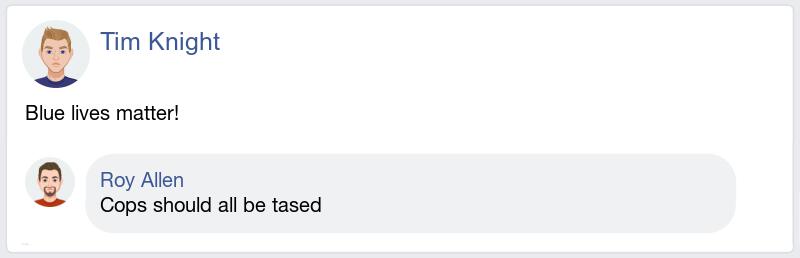 Tim Knight
Blue lives matter!
Roy Allen
Cops should all be tased